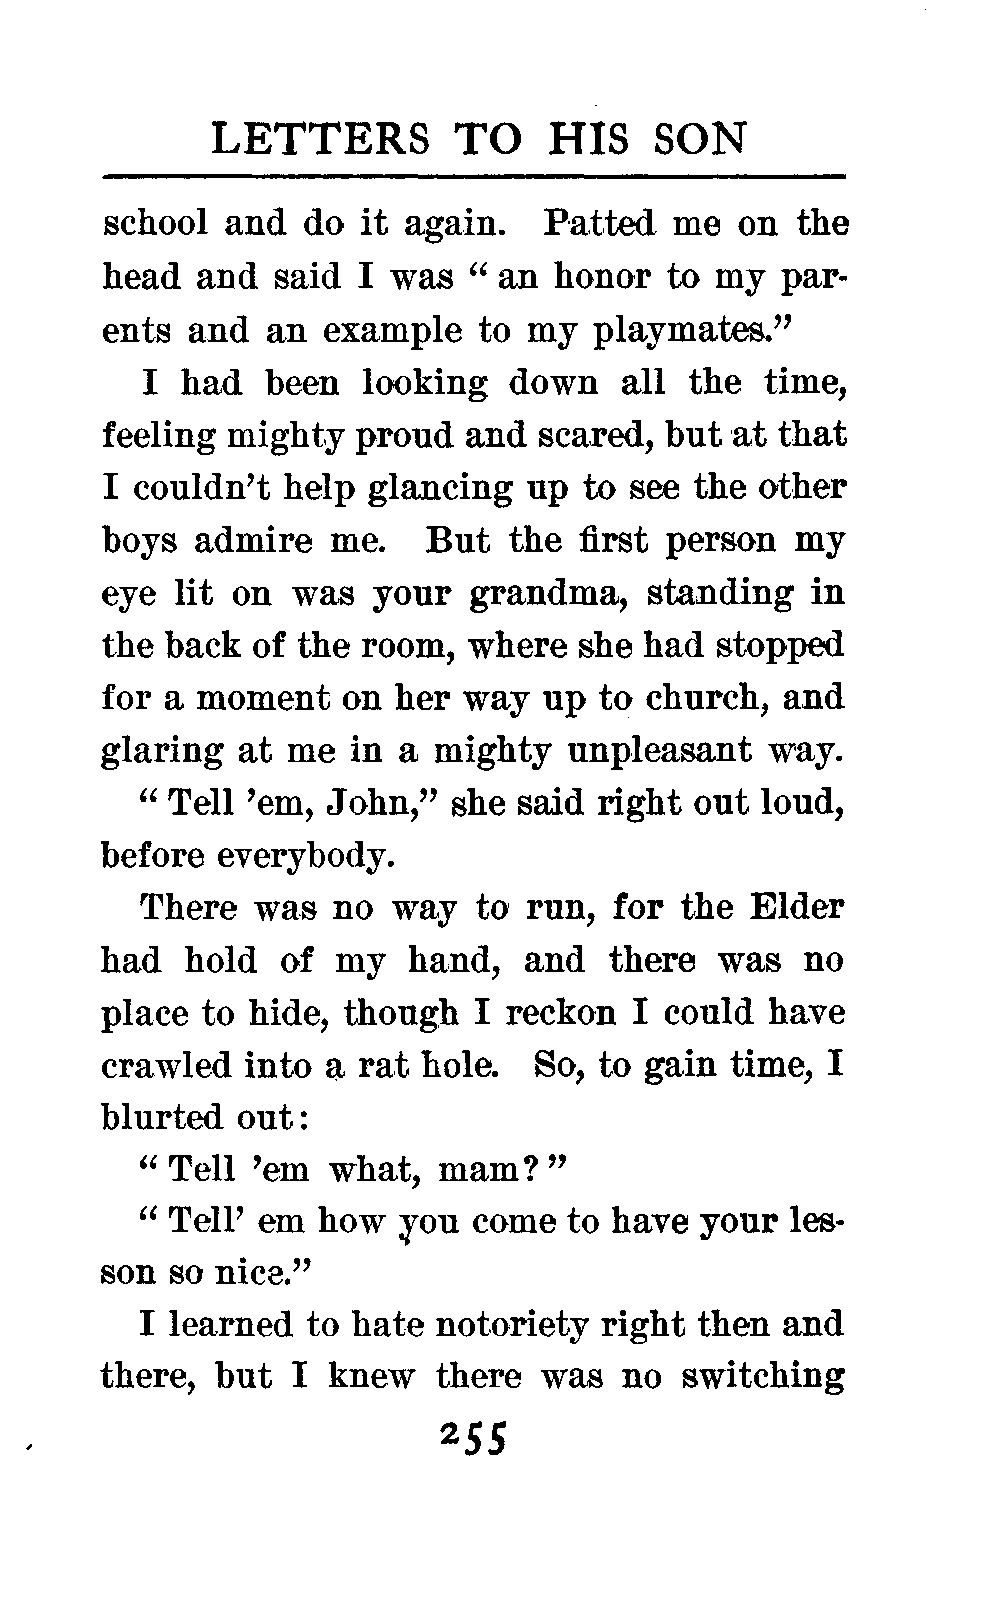 LETTERS TO HIS SON
school and do it again. Patted me on the
head and said I was “ an honor to my par-
ents and an example to my playmates.”
I had been looking down all the time,
feeling mighty proud and scared, but at that
I couldn’t help glancing up to see the other
boys admire me. But the first person my
eye lit on was your grandma, standing in
the back of the room, where she had stopped
for a moment on her way up to church, and
glaring at me in a mighty unpleasant way.
“ Tell ’em, John,” she said right out loud,
before everybody.
There was no way to run, for the Elder
had hold of my hand, and there was no
place to hide, though I reckon I could have
crawled into a rat hole. So, to gain time, I
blurted out:
“ Tell ’em what, mam? ”
“ Tell’ em how you come to have your les-
son so nice.”
I learned to hate notoriety right then and
there, but I knew there was no switching
255